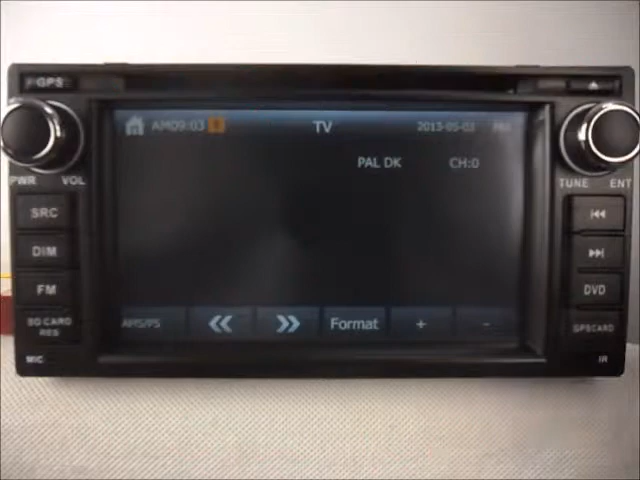 GPS
AM09:03 TV 2013-05-03 FRI
PAL DK CH:0
PWR VOL
TUNE ENT
SRC
DIM
FM
DVD
SD CARD
RES
GPSCARD
AMS/PS Format + -
MIC
IR